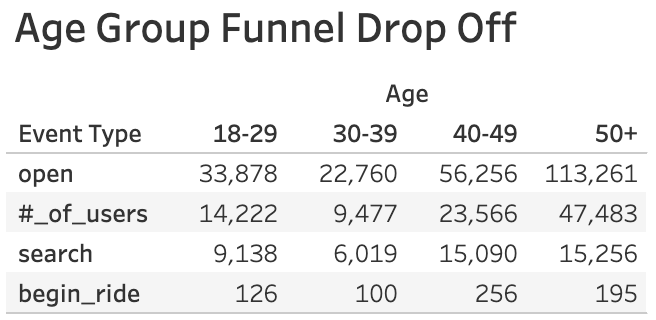 Age Group Funnel Drop Off
Age
Event Type 18-29 30-39 40-49 50+
open 33,878 22,760 56,256 113,261
#_of_users 14,222 9,477 23,566 47,483
search 9,138 6,019 15,090 15,256
begin_ride 126 100 256 195